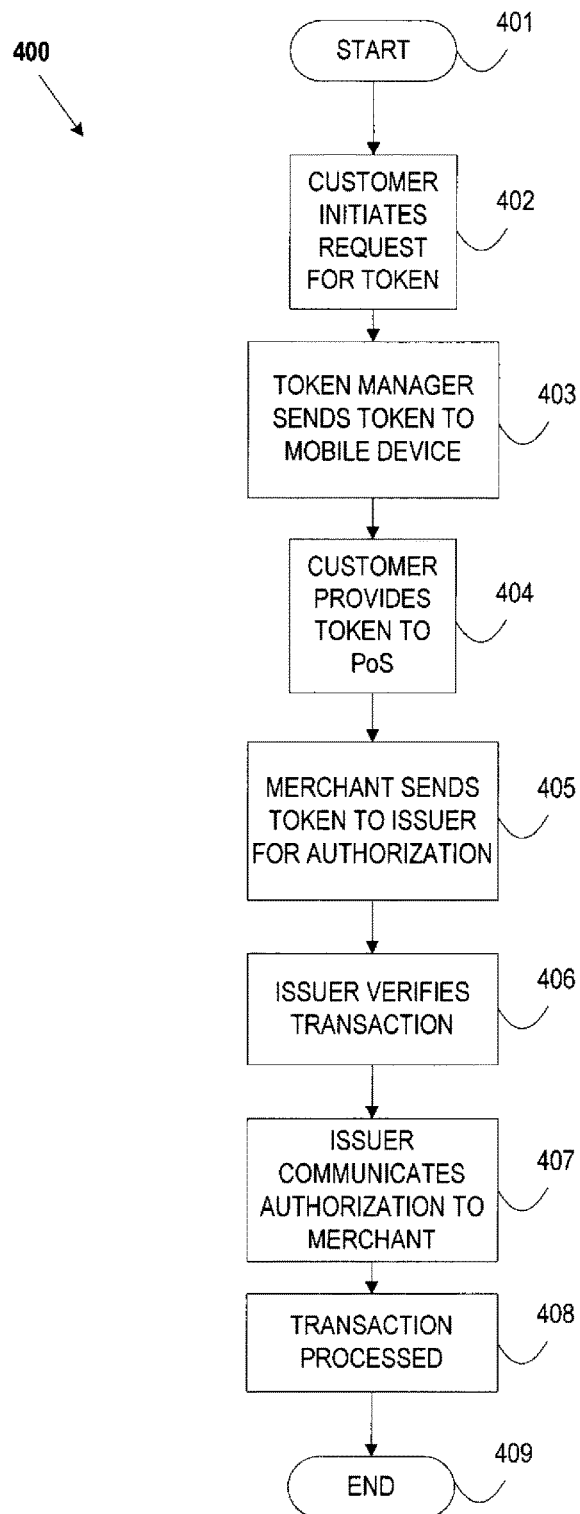 400
START
401
CUSTOMER
INITIATES
REQUEST
FOR TOKEN
402
TOKEN MANAGER
SENDS TOKEN TO
MOBILE DEVICE
403
CUSTOMER
PROVIDES
TOKEN TO
PoS
404
MERCHANT SENDS
TOKEN TO ISSUER
FOR AUTHORIZATION
405
ISSUER VERIFIES
TRANSACTION
406
ISSUER
COMMUNICATES
AUTHORIZATION TO
MERCHANT
407
TRANSACTION
PROCESSED
408
END
409